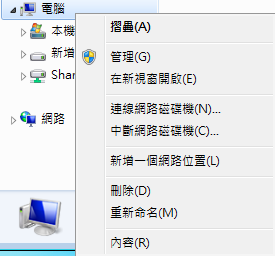 電腦
本機
新增
Shar
網路
摺疊(A)
管理(G)
在新視窗開啟(E)
連線網路磁碟機(N)...
中斷網路磁碟機(C)...
新增一個網路位置(L)
刪除(D)
重新命名(M)
內容(R)